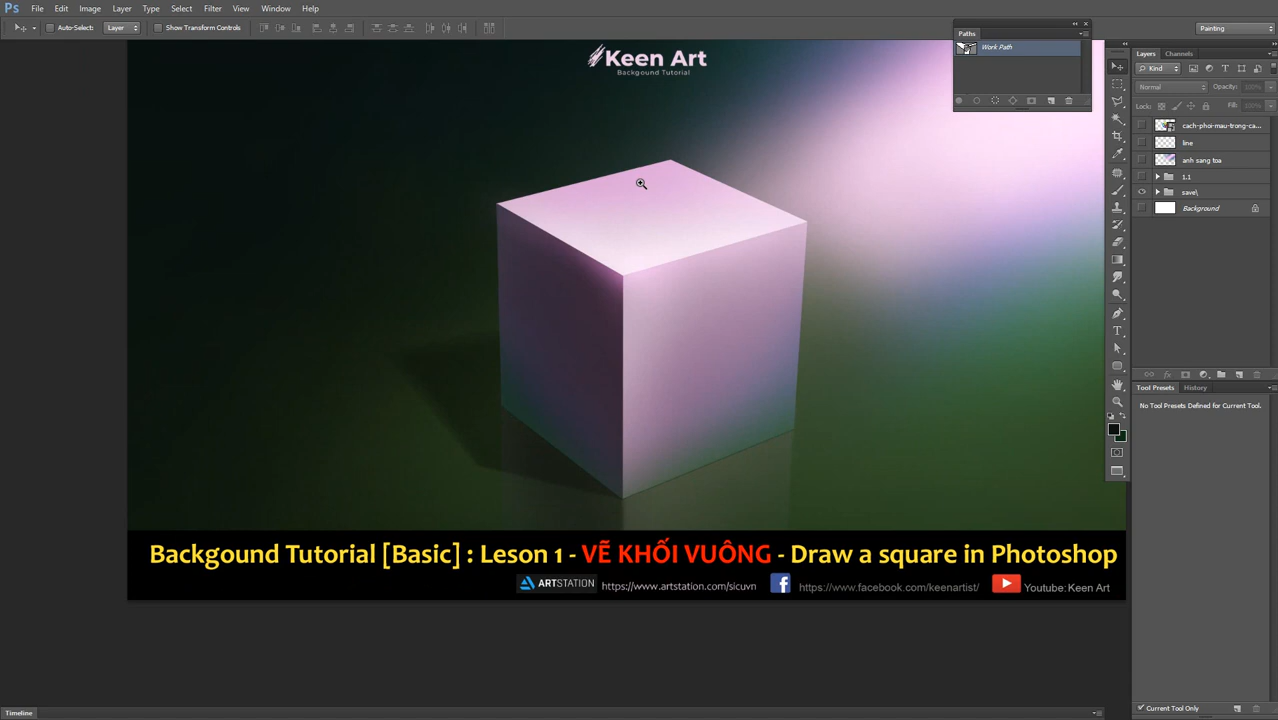 Ps File Edit Image Layer Type Select Filter View Window Help
Auto-Select: Layer Show Transform Controls
Painting
Paths
Work Path
Keen Art
Backgound Tutorial
Layers Channels
Kind
Normal Opacity: 100%
Lock: Fill: 100%
cach-phoi-mau-trong-ca...
line
anh sang toa
1.1
save\
Background
Tool Presets History
No Tool Presets Defined for Current Tool.
Backgound Tutorial [Basic] : Leson 1 - VẼ KHỐI VUÔNG - Draw a square in Photoshop
ARTSTATION https://www.artstation.com/sicuvn f https://www.facebook.com/keenartist/ Youtube: Keen Art
Current Tool Only
Timeline